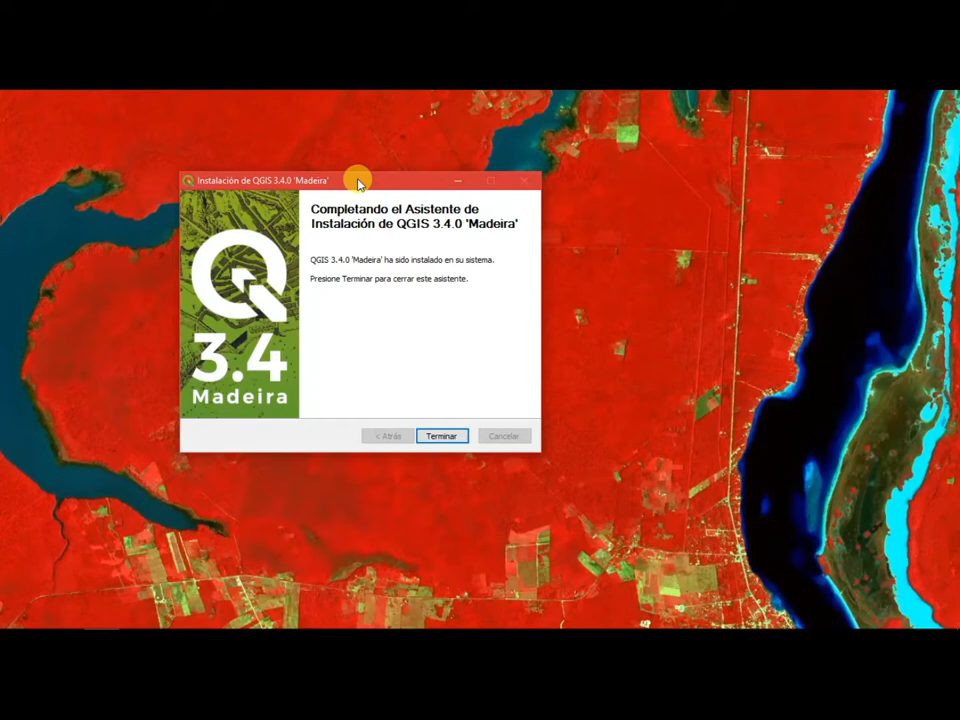 Instalación de QGIS 3.4.0 'Madeira'
Completando el Asistente de
Instalación de QGIS 3.4.0 'Madeira'
QGIS 3.4.0 'Madeira' ha sido instalado en su sistema.
Presione Terminar para cerrar este asistente.
3.4
Madeira
< Atrás
Terminar
Cancelar